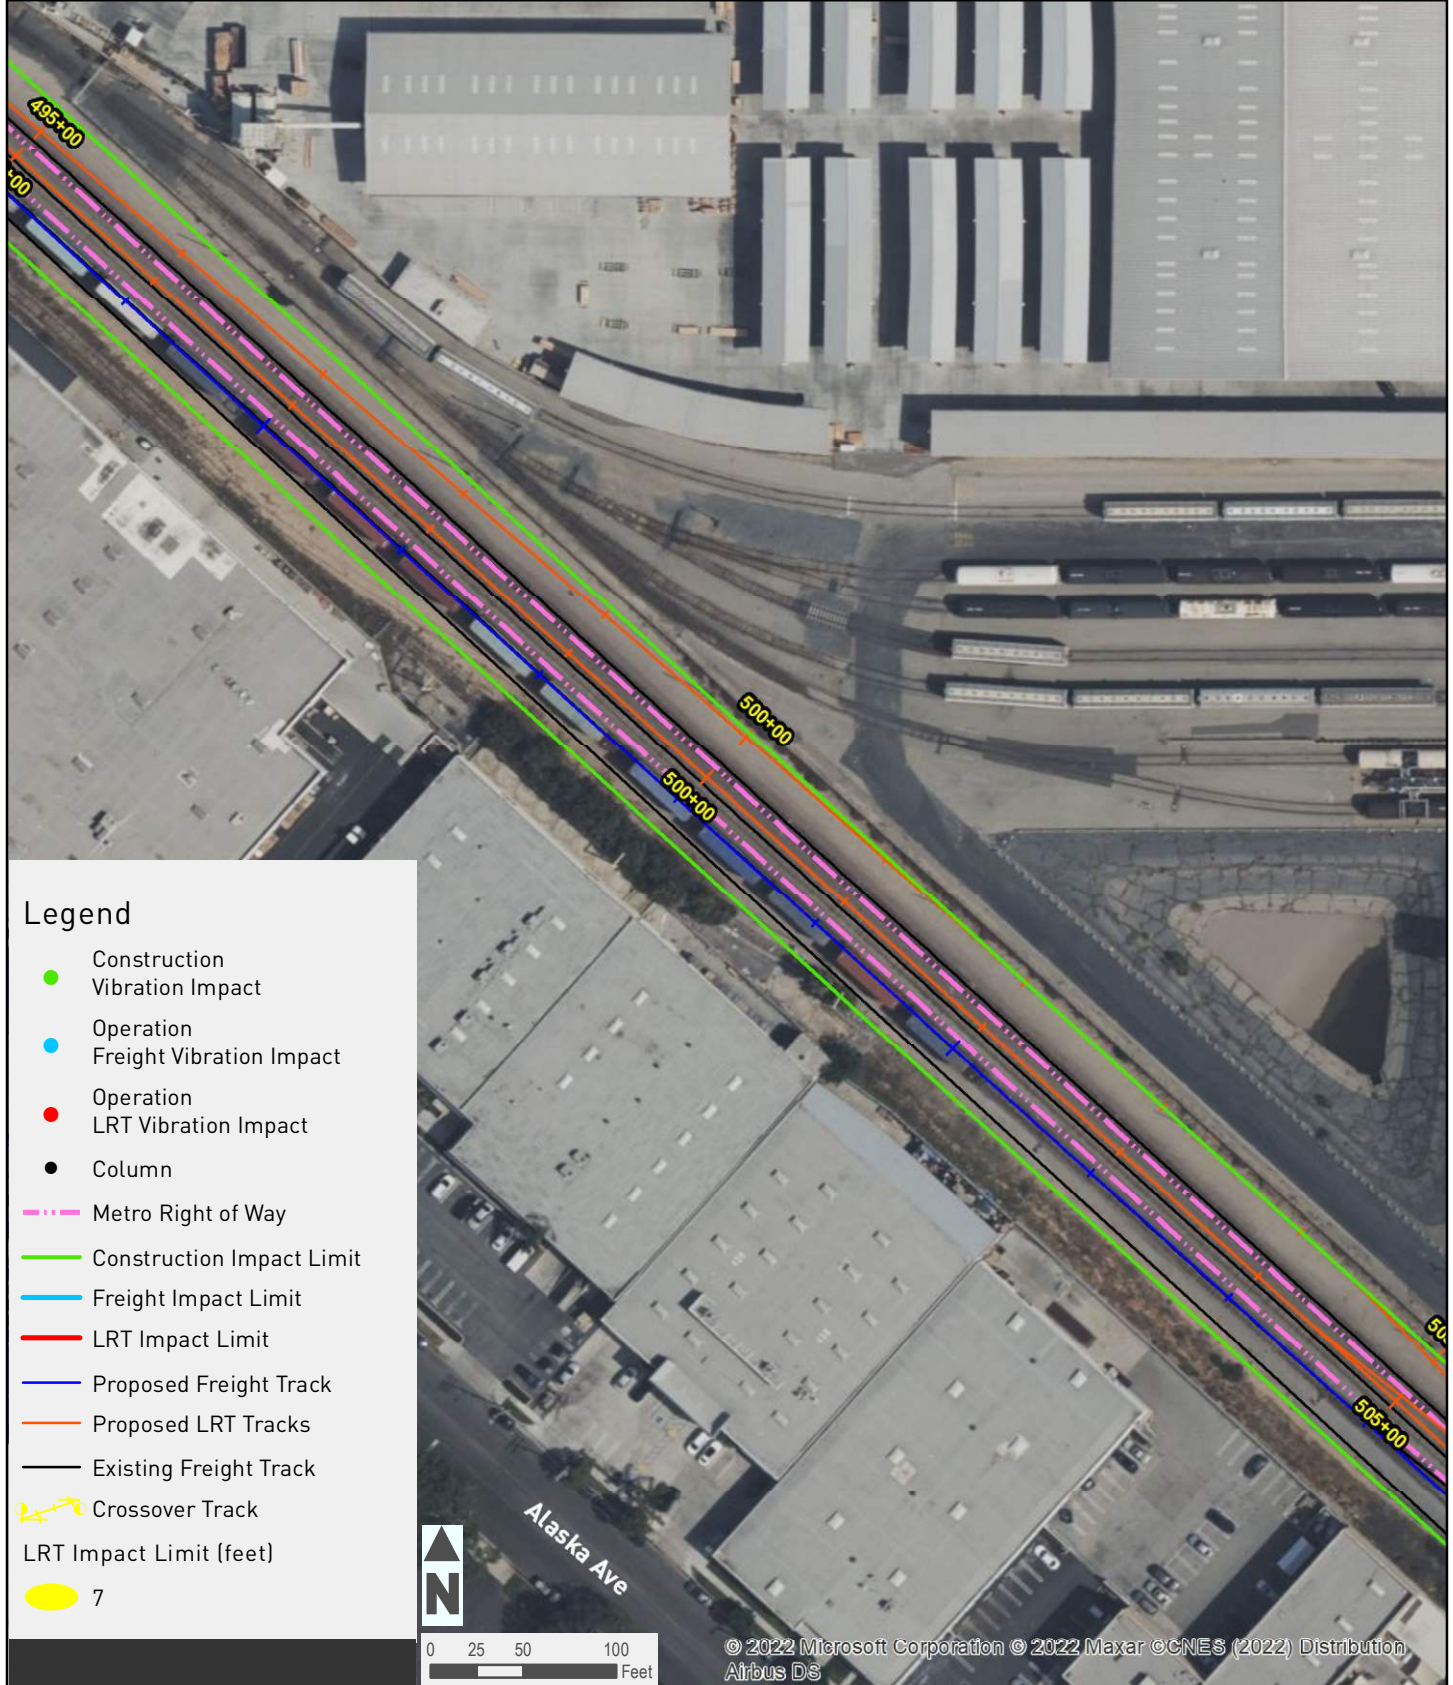 495+00
+00
500+00
500+00
505+00
Legend
Construction
Vibration Impact
Operation
Freight Vibration Impact
Operation
LRT Vibration Impact
Column
Metro Right of Way
Construction Impact Limit
Freight Impact Limit
LRT Impact Limit
Proposed Freight Track
Proposed LRT Tracks
Existing Freight Track
Crossover Track
LRT Impact Limit (feet)
7
Alaska Ave
N
0 25 50 100
Feet
© 2022 Microsoft Corporation © 2022 Maxar ©CNES (2022) Distribution
Airbus DS